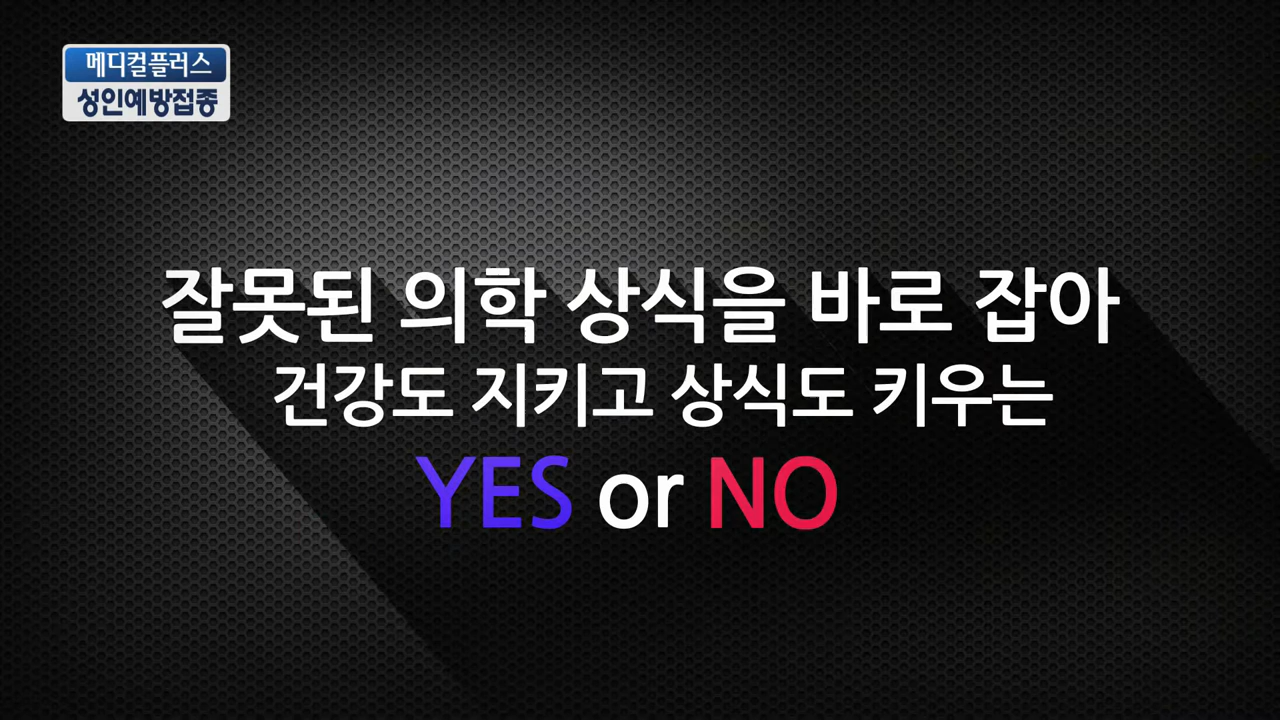 메디컬플러스
성인예방접종
잘못된 의학 상식을 바로 잡아
건강도 지키고 상식도 키우는
YES or NO